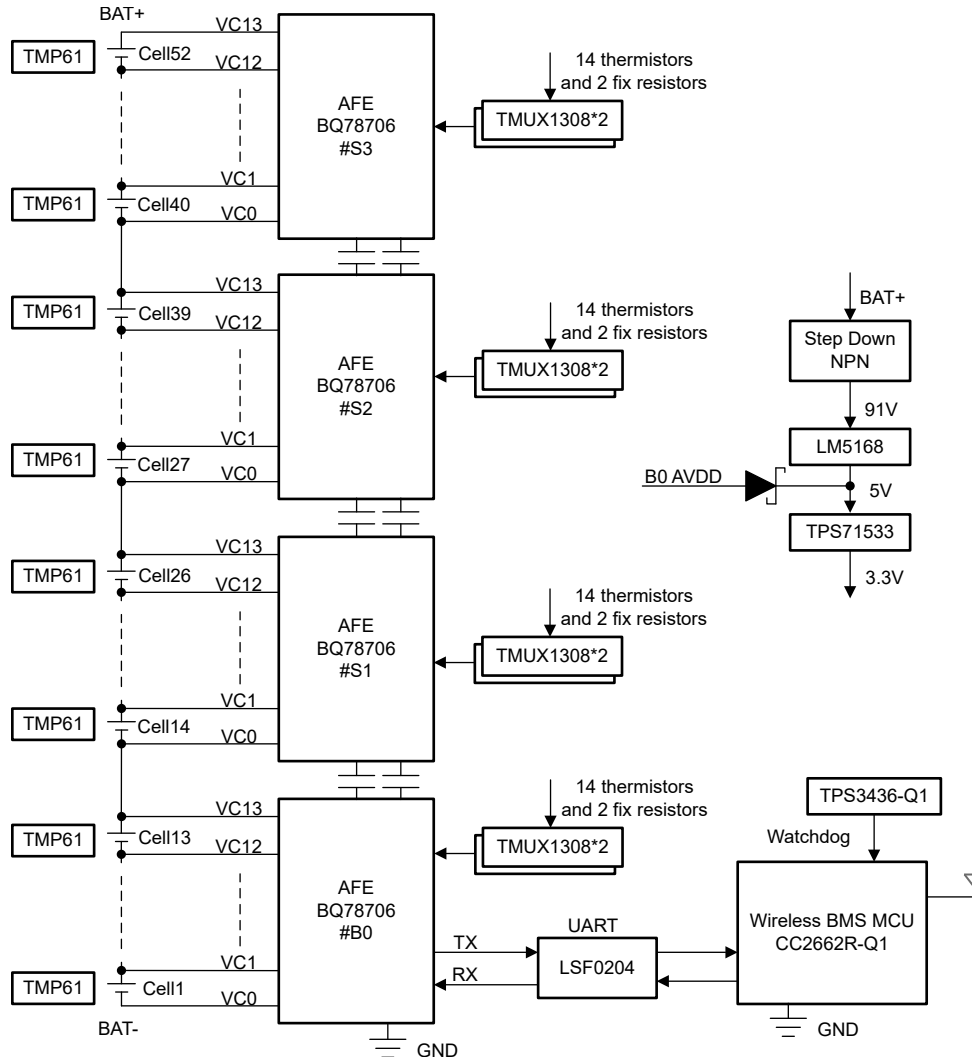 BAT+
VC13
TMP61
Cell52
VC12
AFE
BQ78706
#S3
14 thermistors
and 2 fix resistors
TMUX1308*2
VC1
TMP61
Cell40
VC0
VC13
TMP61
Cell39
VC12
AFE
BQ78706
#S2
14 thermistors
and 2 fix resistors
TMUX1308*2
VC1
TMP61
Cell27
VC0
BAT+
Step Down
NPN
91V
LM5168
B0 AVDD
5V
TPS71533
3.3V
VC13
TMP61
Cell26
VC12
AFE
BQ78706
#S1
14 thermistors
and 2 fix resistors
TMUX1308*2
VC1
TMP61
Cell14
VC0
VC13
TMP61
Cell13
VC12
AFE
BQ78706
#B0
14 thermistors
and 2 fix resistors
TMUX1308*2
VC1
TMP61
Cell1
VC0
BAT-
GND
TX
RX
UART
LSF0204
TPS3436-Q1
Watchdog
Wireless BMS MCU
CC2662R-Q1
GND